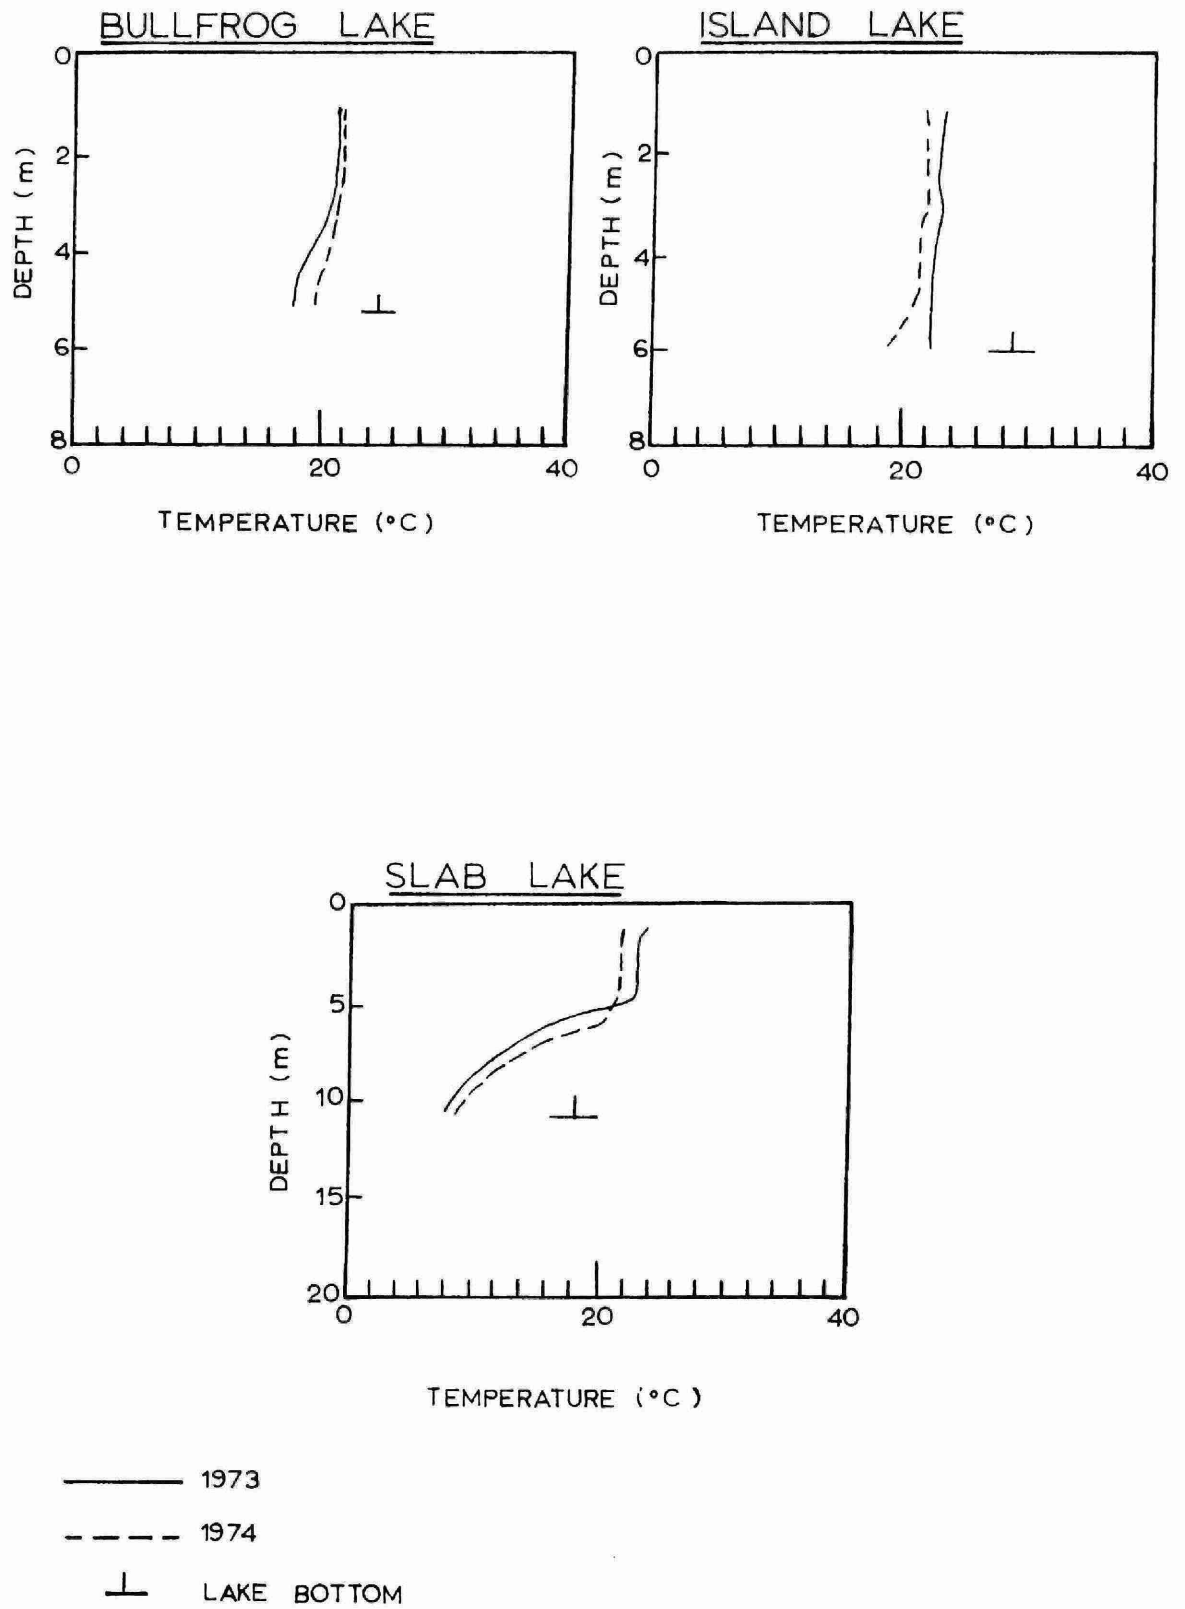 BULLFROG LAKE
0
2
4
6
8
DEPTH (m)
0 20 40
TEMPERATURE (°C)
ISLAND LAKE
0
2
4
6
8
DEPTH (m)
0 20 40
TEMPERATURE (°C)
SLAB LAKE
0
5
10
15
20
DEPTH (m)
0 20 40
TEMPERATURE (°C)
1973
1974
LAKE BOTTOM